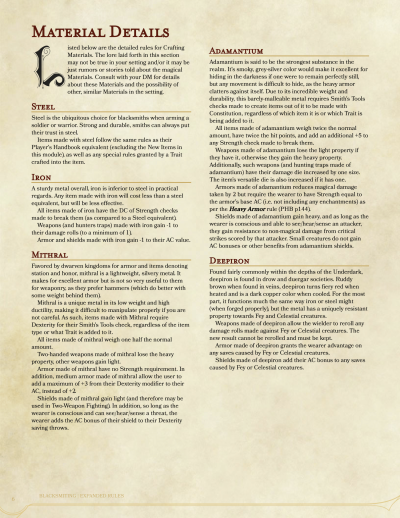 MATERIAL DETAILS
Listed below are the detailed rules for Crafting
Materials. The lore found in this section
may not be true in your setting and/or it may be
just rumors or stories told about the magical
Materials. Consult with your DM for details
about these Materials and the possibility of
other, similar Materials in the setting.
STEEL
Steel is the ubiquitous choice for blacksmiths when arming a
soldier or warrior. Strong and durable, smiths can always put
their trust is steel.
Items made with steel follow the same rules as their
Player's Handbook equivalent (excluding the New Items in
this module), as well as any special rules granted by a Trait
crafted into the item.
IRON
A sturdy metal overall, iron is inferior to steel in practical
regards. Any item made with iron will cost less than a steel
equivalent, but will be less effective.
All items made of iron have the DC of Strength checks
made to break them (as compared to a Steel equivalent)
Weapons (and hunters traps) made with iron gain -1 to
their damage rolls (to a minimum of 1).
Armor and shields made with iron gain -1 to their AC value.
MITHRAL
Favored by dwarven kingdoms for armor and items denoting
station and honor, mithral is a lightweight, silvery metal. It
makes for excellent armor but is not so very useful to them
for weaponry, as they prefer hammers (which do better with
some weight behind them).
Mithral is a unique metal in its low weight and high
ductility, making it difficult to manipulate properly if you are
not careful. As such, items made with Mithral require
Dexterity for their Smith's Tools check, regardless of the item
type or what Trait is added to it.
All items made of mithral weigh one half the normal
amount.
Two-handed weapons made of mithral lose the heavy
property, other weapons gain light.
Armor made of mithral have no Strength requirement. In
addition, medium armor made of mithral allow the user to
add a maximum of +3 from their Dexterity modifier to their
AC, instead of +2.
Shields made of mithral gain light (and therefore may be
used in Two-Weapon Fighting). In addition, so long as the
wearer is conscious and can see/hear/sense a threat, the
wearer adds the AC bonus of their shield to their Dexterity
saving throws.
ADAMANTIUM
Adamantium is said to be the strongest substance in the
realm. It's smoky, grey-silver color would make it excellent for
hiding in the darkness if one were to remain perfectly still,
but any movement is difficult to hide, as the heavy armor
clatters against itself. Due to its incredible weight and
durability, this barely-malleable metal requires Smith's Tools
checks made to create items out of it to be made with
Constitution, regardless of which item it is or which Trait is
being added to it.
All items made of adamantium weigh twice the normal
amount, have twice the hit points, and add an additional +5 to
any Strength check made to break them.
Weapons made of adamantium lose the light property if
they have it, otherwise they gain the heavy property.
Additionally, such weapons (and hunting traps made of
adamantium) have their damage die increased by one size.
The item's versatile die is also increased if it has one.
Armors made of adamantium reduces magical damage
taken by 2 but require the wearer to have Strength equal to
the armor's base AC (i.e. not including any enchantments) as
per the Heavy Armor rule (PHB p144).
Shields made of adamantium gain heavy, and as long as the
wearer is conscious and able to see/hear/sense an attacker,
they gain resistance to non-magical damage from critical
strikes scored by that attacker. Small creatures do not gain
AC bonuses or other benefits from adamantium shields.
DEEPIRON
Found fairly commonly within the depths of the Underdark,
deepiron is found in drow and duergar societies. Ruddy
brown when found in veins, deepiron turns fiery red when
heated and is a dark copper color when cooled. For the most
part, it functions much the same way iron or steel might
(when forged properly), but the metal has a uniquely resistant
property towards Fey and Celestial creatures.
Weapons made of deepiron allow the wielder to reroll any
damage rolls made against Fey or Celestial creatures. The
new result cannot be rerolled and must be kept.
Armor made of deepiron grants the wearer advantage on
any saves caused by Fey or Celestial creatures.
Shields made of deepiron add their AC bonus to any saves
caused by Fey or Celestial creatures.